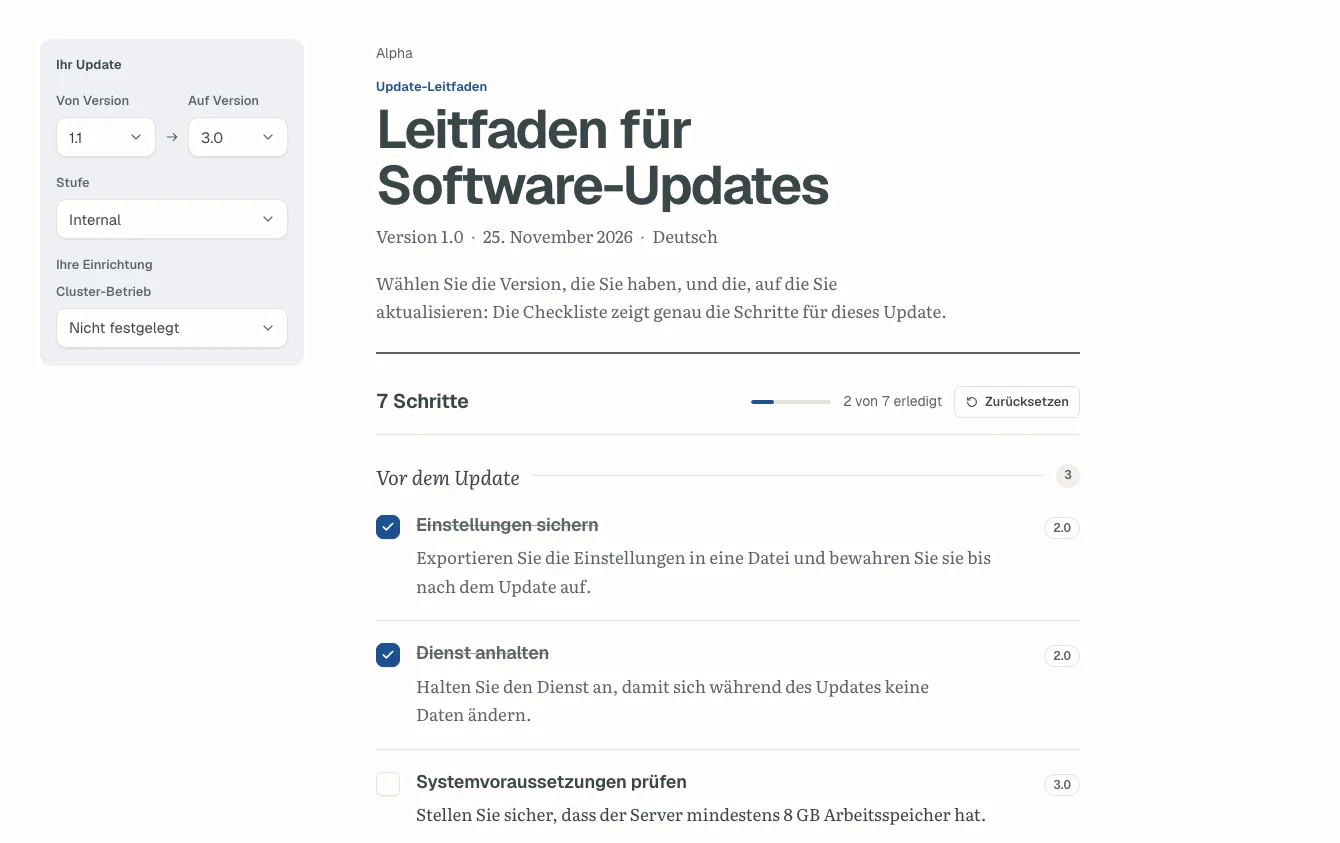 Ihr Update
Von Version
Auf Version
1.1
→
3.0
Stufe
Internal
Ihre Einrichtung
Cluster-Betrieb
Nicht festgelegt
Alpha
Update-Leitfaden
Leitfaden für
Software-Updates
Version 1.0 · 25. November 2026 · Deutsch
Wählen Sie die Version, die Sie haben, und die, auf die Sie
aktualisieren: Die Checkliste zeigt genau die Schritte für dieses Update.
7 Schritte
2 von 7 erledigt
Zurücksetzen
Vor dem Update
3
Einstellungen sichern
2.0
Exportieren Sie die Einstellungen in eine Datei und bewahren Sie sie bis
nach dem Update auf.
Dienst anhalten
2.0
Halten Sie den Dienst an, damit sich während des Updates keine
Daten ändern.
Systemvoraussetzungen prüfen
3.0
Stellen Sie sicher, dass der Server mindestens 8 GB Arbeitsspeicher hat.